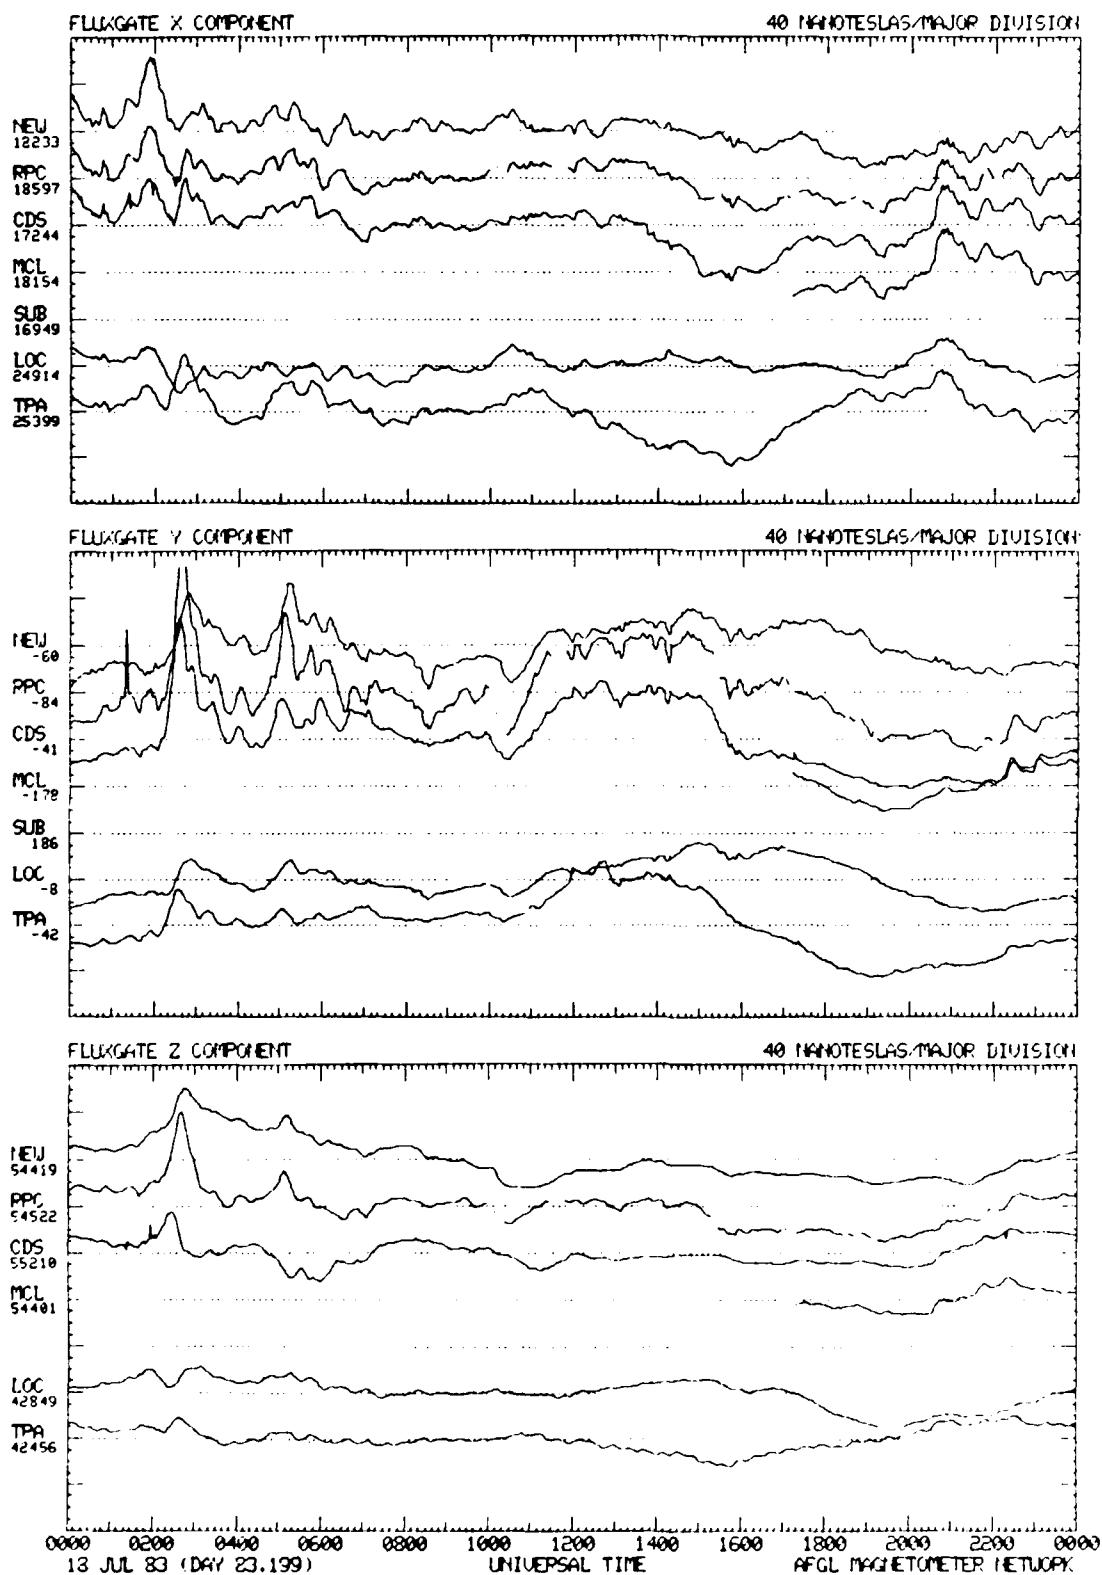 FLUXGATE X COMPONENT 40 NANOTESLAS/MAJOR DIVISION
NEW
12233
RPC
18597
CDS
17244
MCL
18154
SUB
16949
LOC
24914
TPA
25399
FLUXGATE Y COMPONENT 40 NANOTESLAS/MAJOR DIVISION
NEW
-60
RPC
-84
CDS
-41
MCL
-178
SUB
186
LOC
-8
TPA
-42
FLUXGATE Z COMPONENT 40 NANOTESLAS/MAJOR DIVISION
NEW
54419
RPC
54522
CDS
55210
MCL
54401
LOC
42849
TPA
42456
0000 0200 0400 0600 0800 1000 1200 1400 1600 1800 2000 2200 0000
13 JUL 83 (DAY 23.199) UNIVERSAL TIME AFGL MAGNETOMETER NETWORK